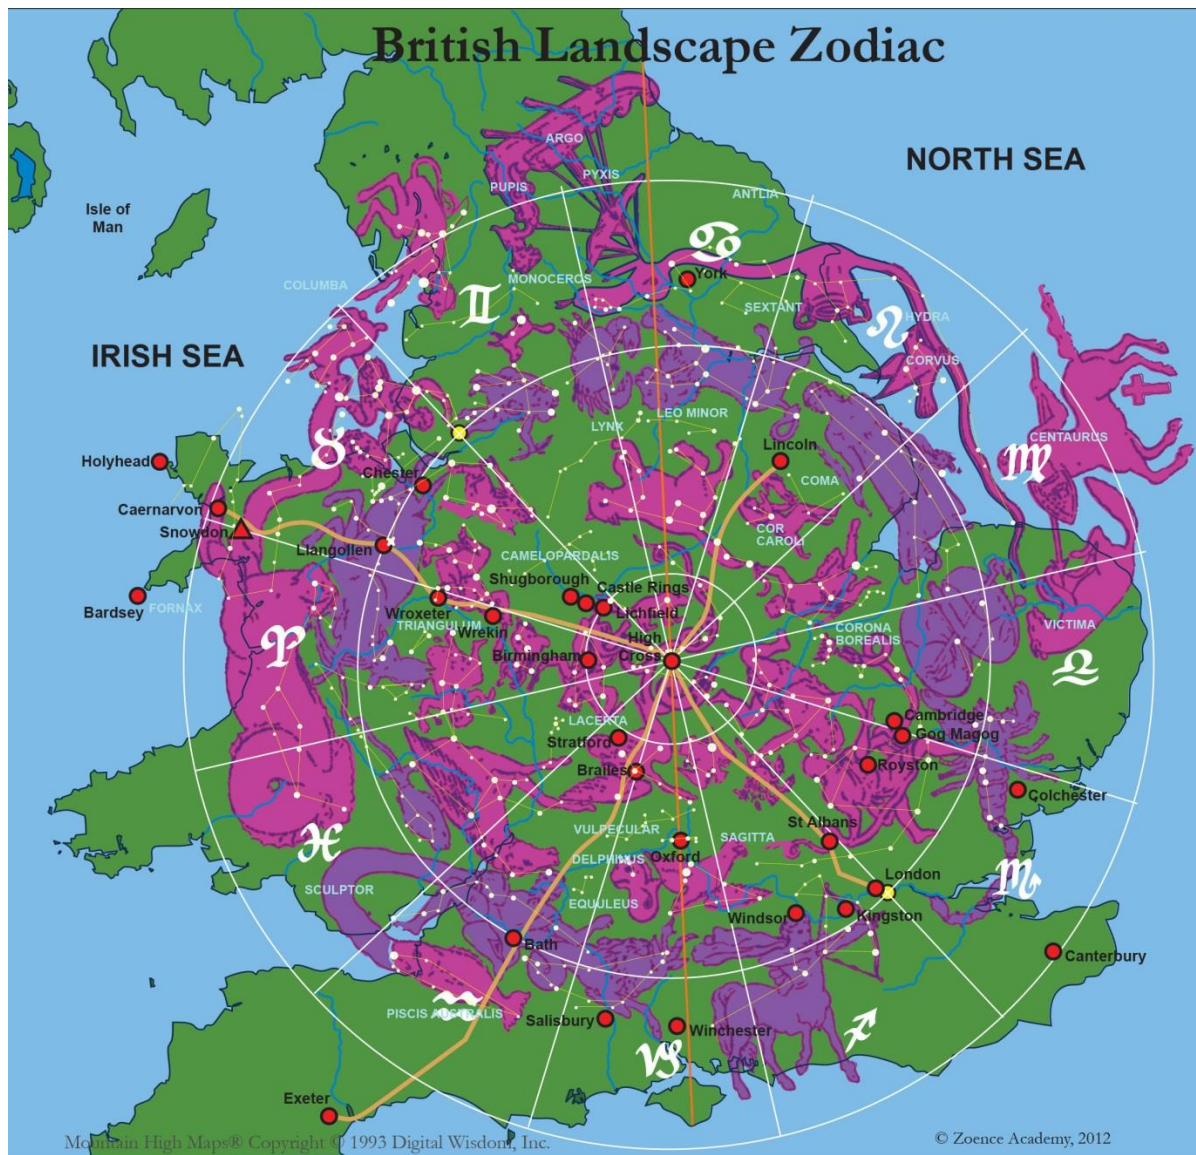 British Landscape Zodiac
ARGO
NORTH SEA
PYXIS
PUPIS
ANTLIA
Isle of
Man
♋
York
MONOCEROS
COLUMBA
♊
SEXTANT
♌
HYDRA
IRISH SEA
CORVUS
LEO MINOR
LYNX
CENTAURUS
♍
♉
Lincoln
Holyhead
Chester
COMA
Caernarvon
Snowdon
COR
CAROLI
Llangollen
CAMELOPARDALIS
Shugborough
Castle Rings
Bardsey
FORNAX
Wroxeter
Lichfield
TRIANGULUM
Wrekin
VICTIMA
CORONA
BOREALIS
♈
High
Cross
Birmingham
♎
LACERTA
Cambridge
Stratford
Gog Magog
Brailes
Royston
Colchester
♓
VULPECULAR
SAGITTA
St Albans
DELPHINUS
Oxford
SCULPTOR
London
♏
EQUULEUS
Windsor
Kingston
Bath
Canterbury
♒
PISCIS AUSTRALIS
Salisbury
Winchester
♐
♑
Exeter
Mountain High Maps® Copyright © 1993 Digital Wisdom, Inc.
© Zoence Academy, 2012